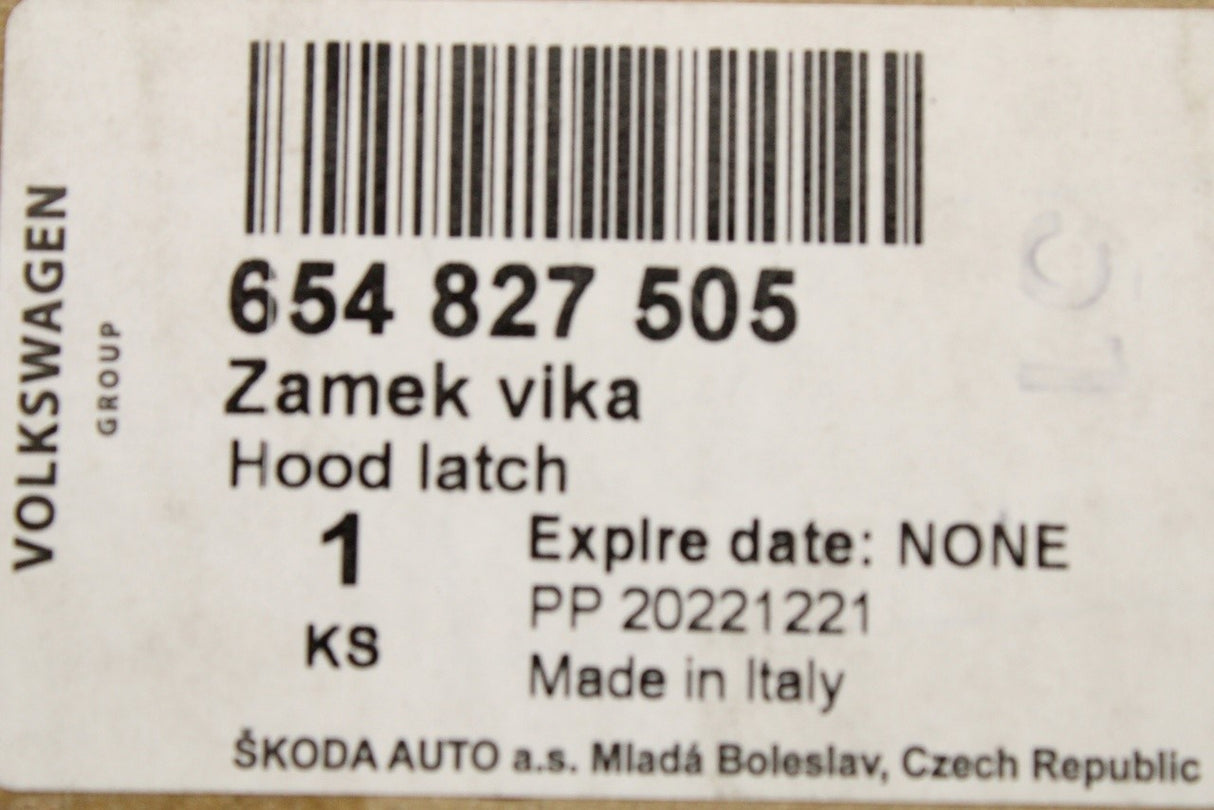 VOLKSWAGEN
GROUP
654 827 505
Zamek vika
Hood latch
1
KS
Expire date: NONE
PP 20221221
Made in Italy
ŠKODA AUTO a.s. Mladá Boleslav, Czech Republic